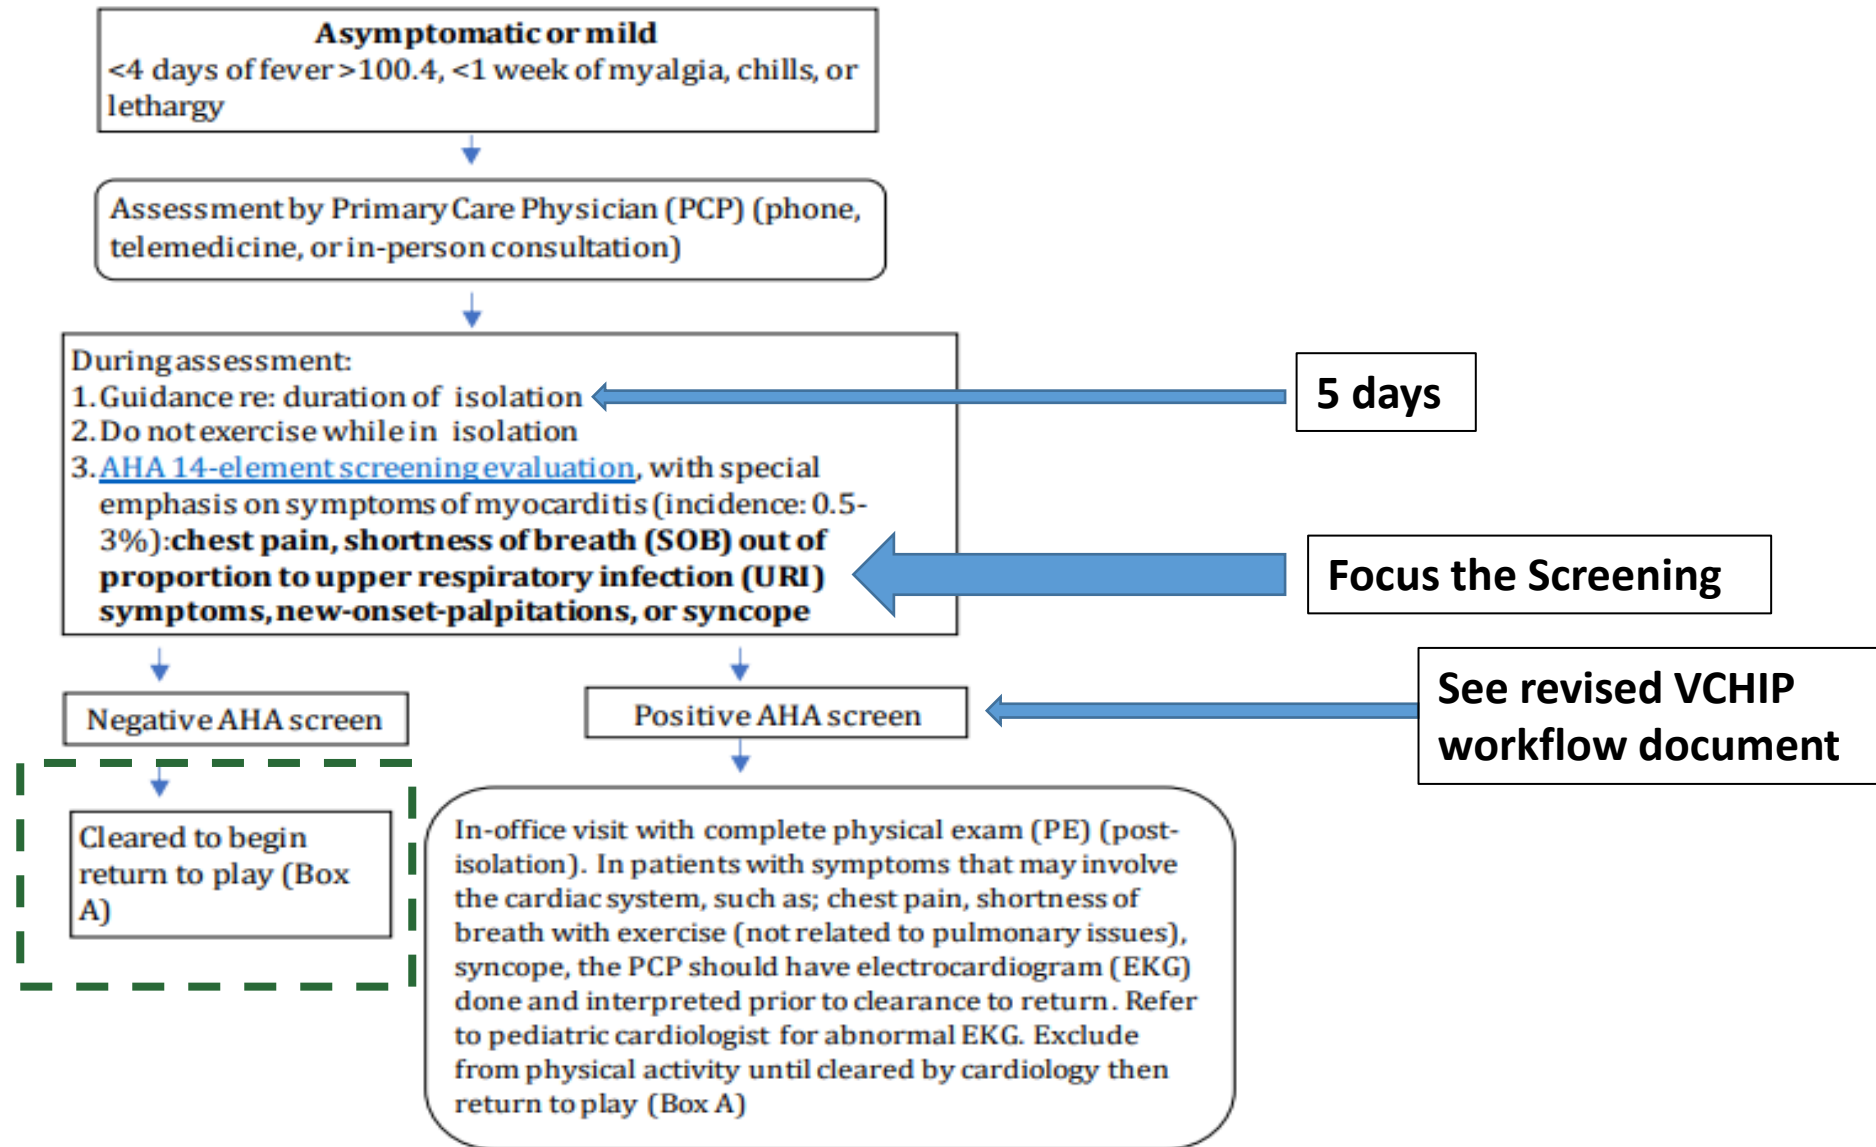 Asymptomatic or mild
<4 days of fever >100.4, <1 week of myalgia, chills, or
lethargy
Assessment by Primary Care Physician (PCP) (phone,
telemedicine, or in-person consultation)
During assessment:
1. Guidance re: duration of isolation
2. Do not exercise while in isolation
3. AHA 14-element screening evaluation, with special
emphasis on symptoms of myocarditis (incidence: 0.5-
3%):chest pain, shortness of breath (SOB) out of
proportion to upper respiratory infection (URI)
symptoms, new-onset-palpitations, or syncope
5 days
Focus the Screening
See revised VCHIP
workflow document
Negative AHA screen
Positive AHA screen
Cleared to begin
return to play (Box
A)
In-office visit with complete physical exam (PE) (post-
isolation). In patients with symptoms that may involve
the cardiac system, such as; chest pain, shortness of
breath with exercise (not related to pulmonary issues),
syncope, the PCP should have electrocardiogram (EKG)
done and interpreted prior to clearance to return. Refer
to pediatric cardiologist for abnormal EKG. Exclude
from physical activity until cleared by cardiology then
return to play (Box A)